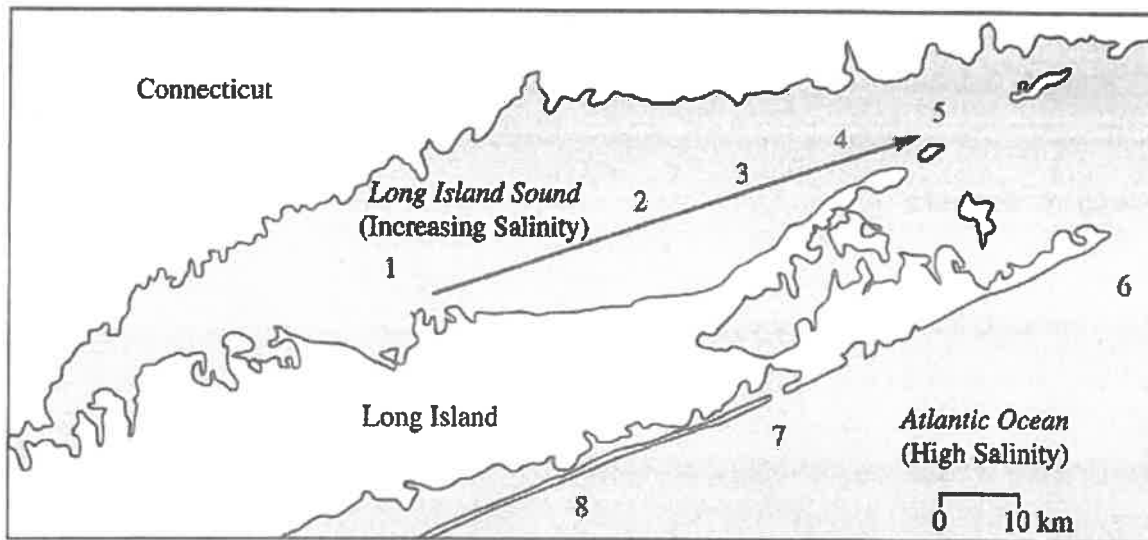 Connecticut
5
4
3
Long Island Sound
(Increasing Salinity)
2
1
6
Long Island
Atlantic Ocean
(High Salinity)
7
8
0 10 km